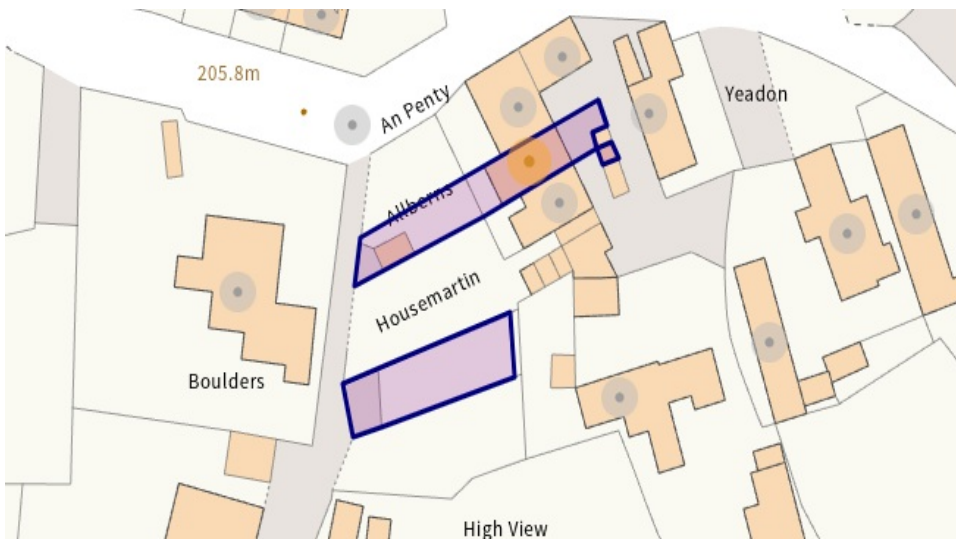 205.8m
An Penty
Yeadon
Allberns
Housemartin
Boulders
High View